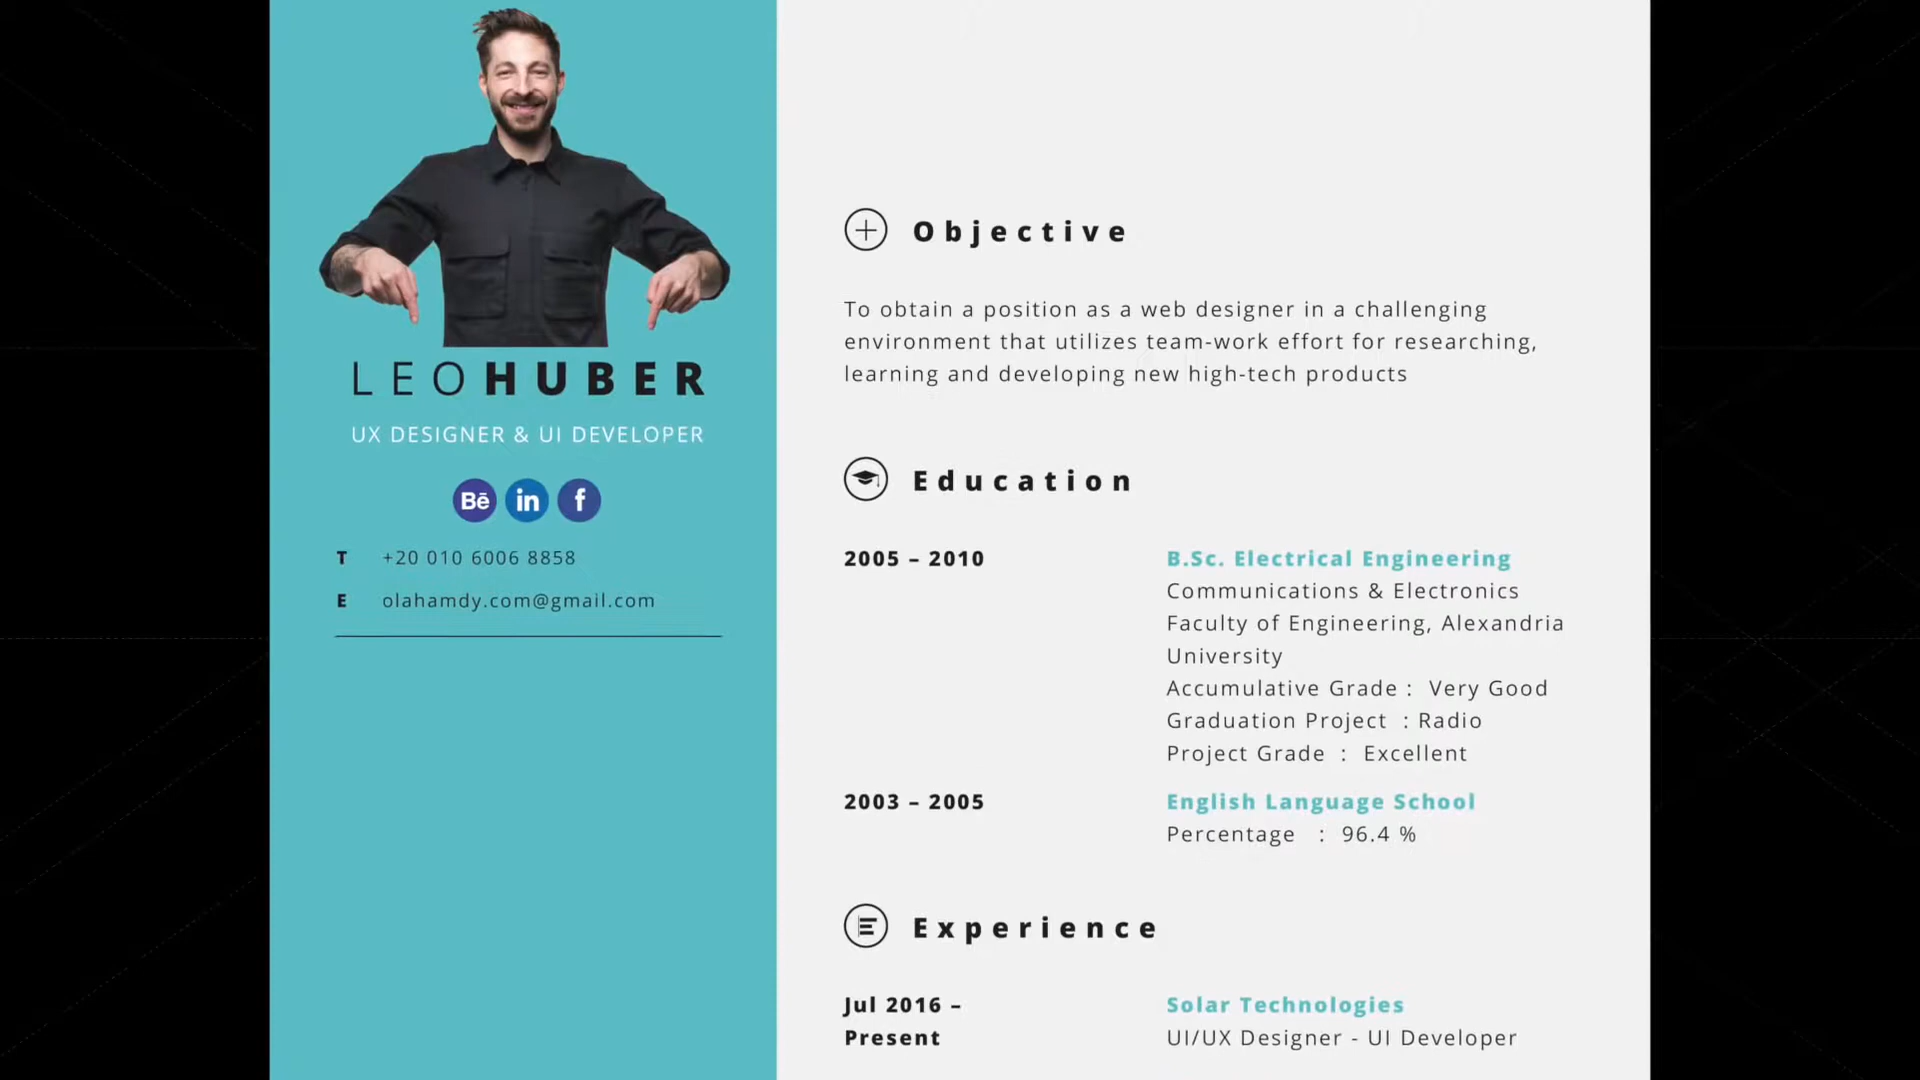 LEOHUBER
UX DESIGNER & UI DEVELOPER
Bē in f
T +20 010 6006 8858
E olahamdy.com@gmail.com
Objective
To obtain a position as a web designer in a challenging
environment that utilizes team-work effort for researching,
learning and developing new high-tech products
Education
2005 – 2010
B.Sc. Electrical Engineering
Communications & Electronics
Faculty of Engineering, Alexandria
University
Accumulative Grade : Very Good
Graduation Project : Radio
Project Grade : Excellent
2003 – 2005
English Language School
Percentage : 96.4 %
Experience
Jul 2016 –
Present
Solar Technologies
UI/UX Designer - UI Developer